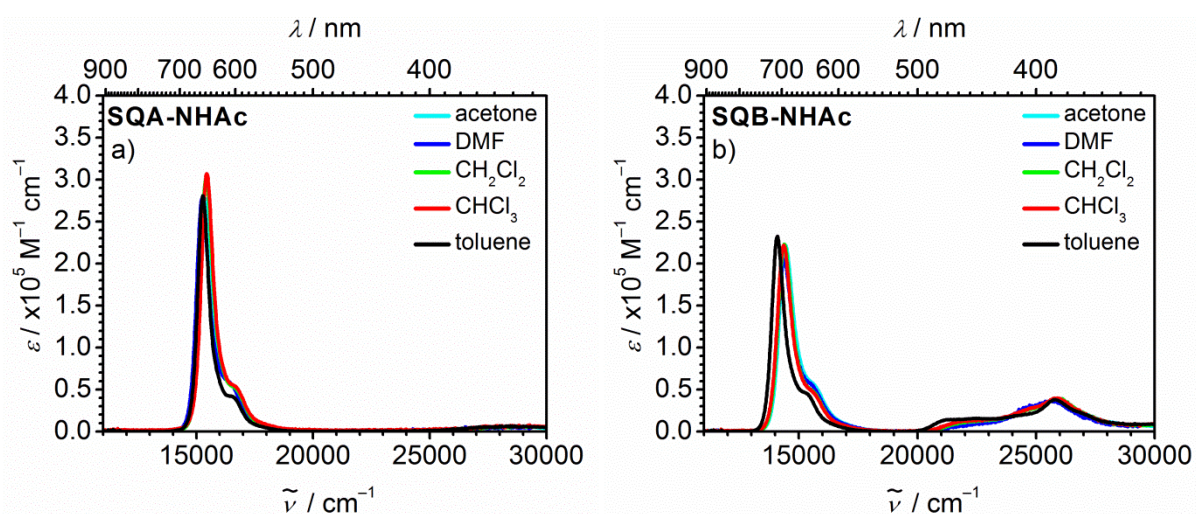 λ / nm
900 700 600 500 400
4.0
3.5
3.0
2.5
2.0
1.5
1.0
0.5
0.0
ε / x10⁵ M⁻¹ cm⁻¹
SQA-NHAc
a)
acetone
DMF
CH₂Cl₂
CHCl₃
toluene
15000 20000 25000 30000
ṽ / cm⁻¹
λ / nm
900 700 600 500 400
4.0
3.5
3.0
2.5
2.0
1.5
1.0
0.5
0.0
ε / x10⁵ M⁻¹ cm⁻¹
SQB-NHAc
b)
acetone
DMF
CH₂Cl₂
CHCl₃
toluene
15000 20000 25000 30000
ṽ / cm⁻¹